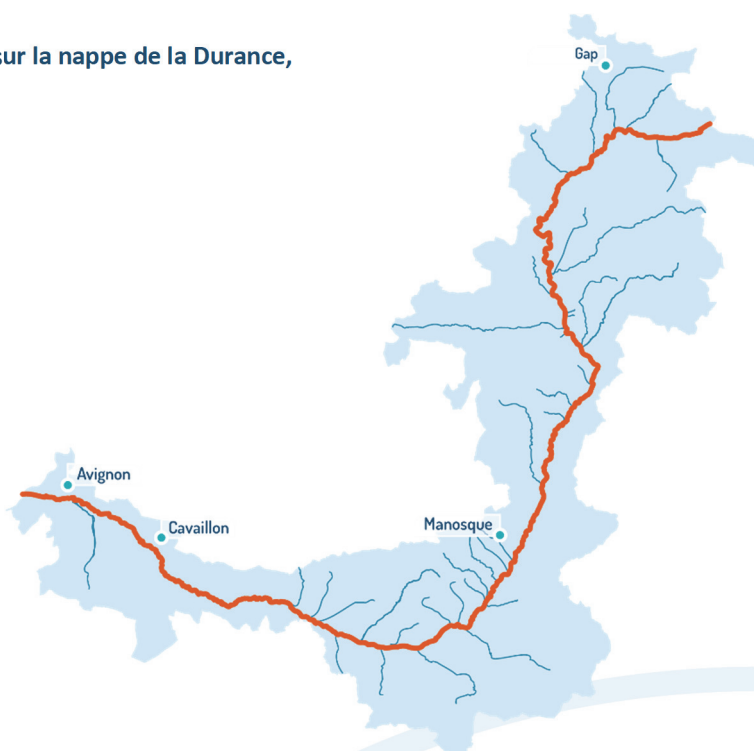 sur la nappe de la Durance,
Gap
Avignon
Cavaillon
Manosque